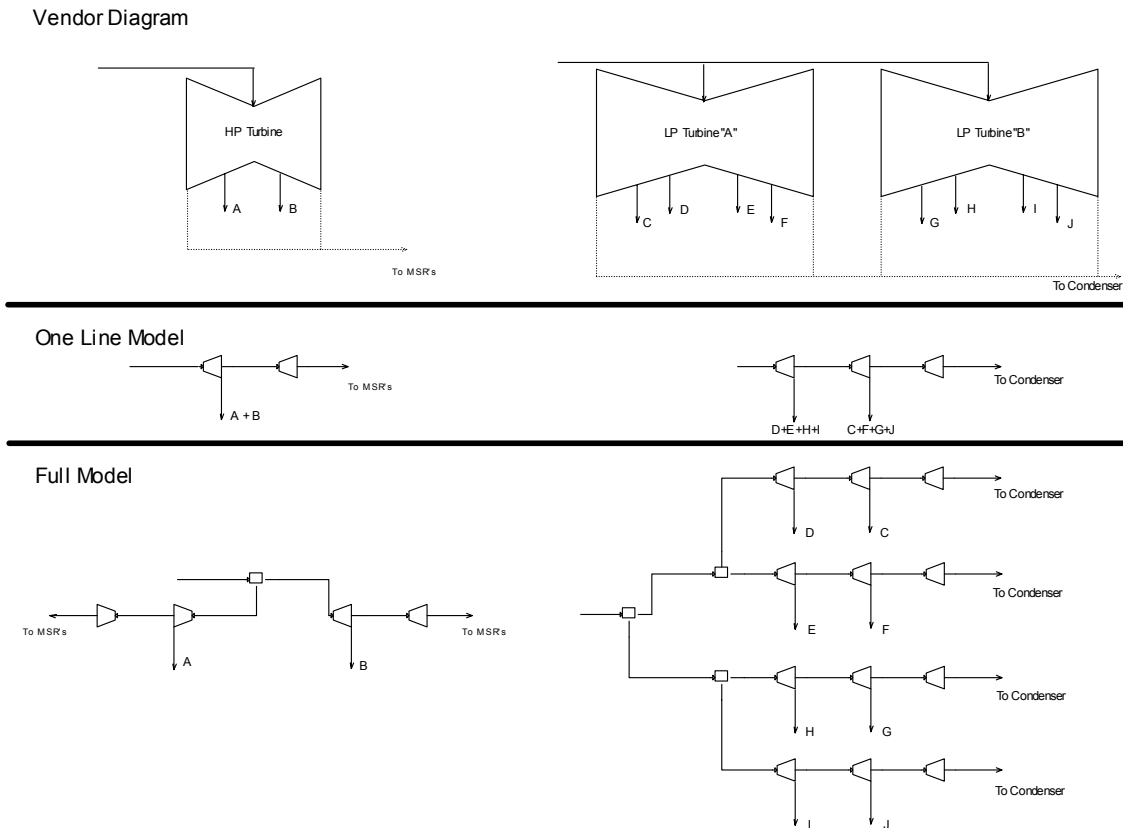 Vendor Diagram
HP Turbine
LP Turbine"A"
LP Turbine"B"
A
B
C
D
E
F
G
H
I
J
To MSR's
To Condenser
One Line Model
To MSR's
To Condenser
A + B
D+E+H+I
C+F+G+J
Full Model
To Condenser
D
C
To Condenser
To MSR's
To MSR's
E
F
A
B
To Condenser
H
G
To Condenser
I
J